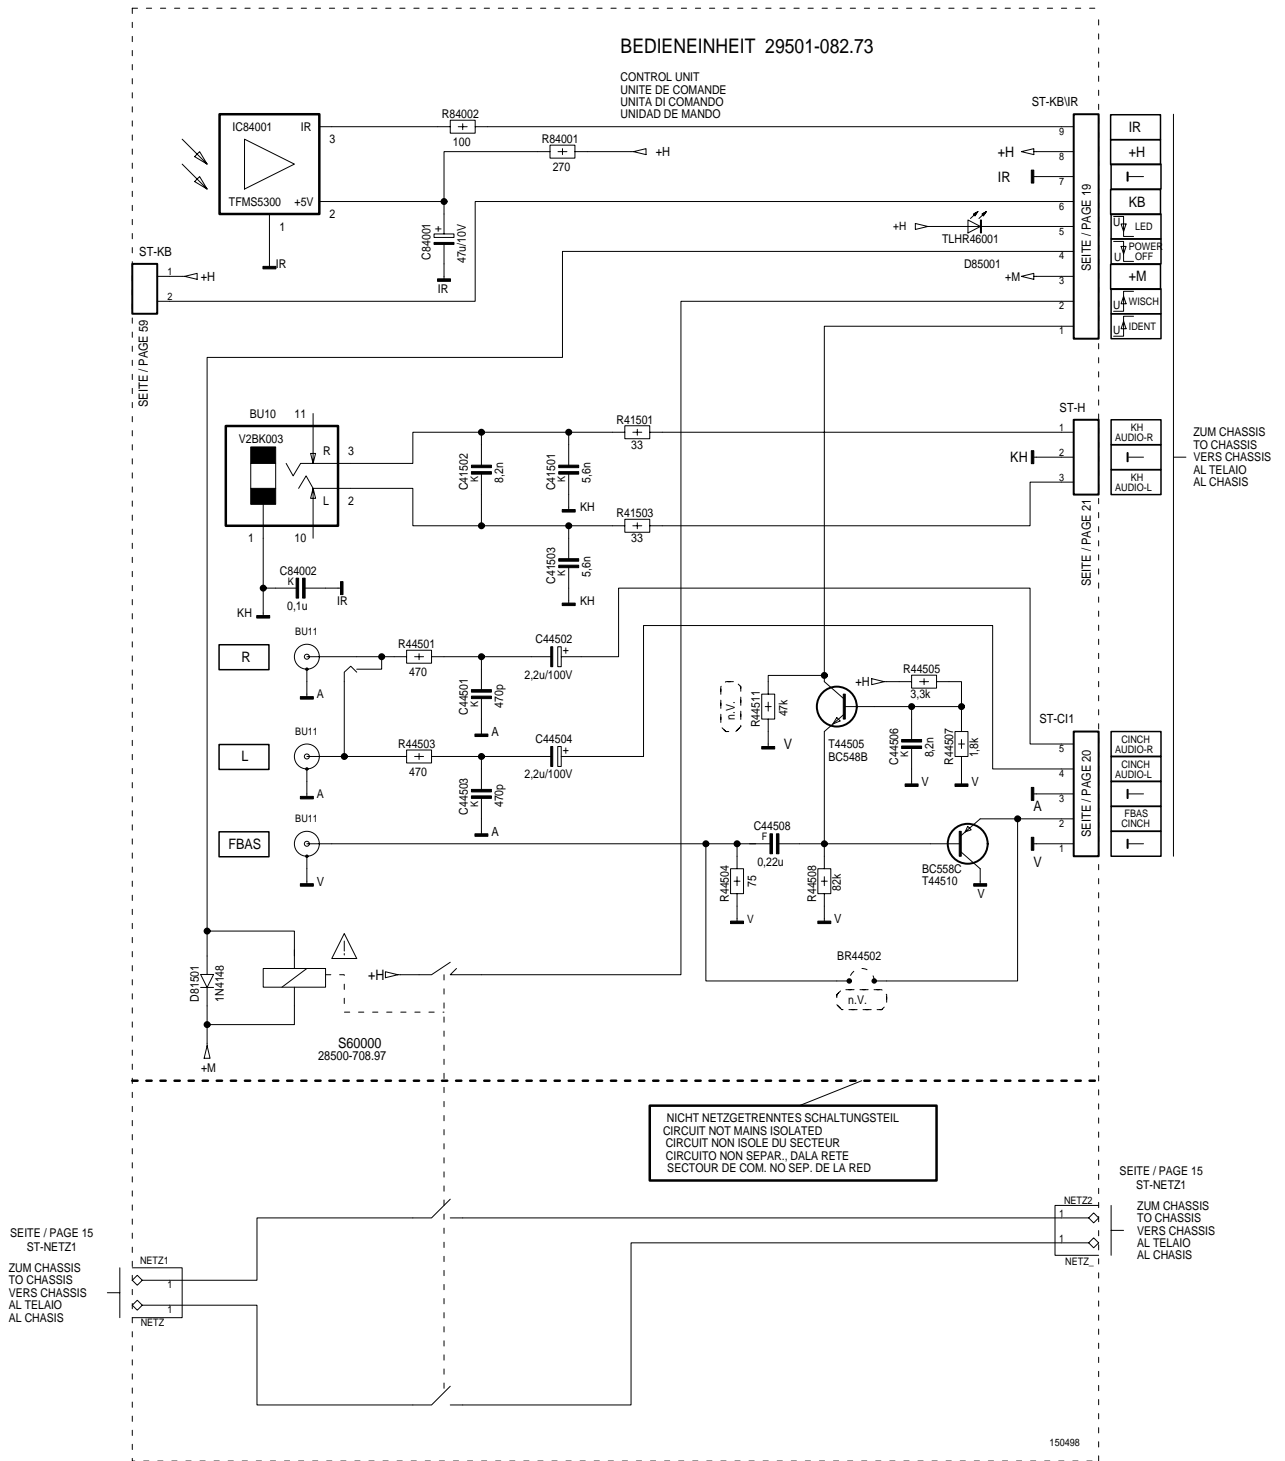 BEDIENEINHEIT 29501-082.73
CONTROL UNIT
UNITE DE COMANDE
UNITA DI COMANDO
UNIDAD DE MANDO
ST-KB\IR
IC84001 IR
3
R84002
100
9
IR
R84001
270
+H
+H
8
+H
IR
7
TFMS5300 +5V
2
1
IR
C84001
47u/10V
+
IR
6
KB
+H
TLHR46001
5
U LED
D85001
4
U POWER
OFF
+M
3
+M
2
U WISCH
1
U IDENT
SEITE / PAGE 19
ST-KB
1
+H
2
SEITE / PAGE 59
BU10
11
V2BK003
R
3
L
2
1
10
C84002
K
0,1u
IR
KH
C41502
K
8,2n
C41501
K
5,6n
KH
R41501
33
R41503
33
C41503
K
5,6n
KH
ST-H
1
KH
AUDIO-R
KH
2
3
KH
AUDIO-L
SEITE / PAGE 21
ZUM CHASSIS
TO CHASSIS
VERS CHASSIS
AL TELAIO
AL CHASIS
R
BU11
A
R44501
470
C44501
K
470p
A
C44502
+
2,2u/100V
L
BU11
A
R44503
470
C44503
K
470p
A
C44504
+
2,2u/100V
FBAS
BU11
V
n.V.
R44511
47k
V
T44505
BC548B
+H
R44505
3,3k
C44506
K
8,2n
V
R44507
1,8k
V
ST-CI1
5
CINCH
AUDIO-R
4
CINCH
AUDIO-L
A
3
2
FBAS
CINCH
V
1
SEITE / PAGE 20
C44508
F
0,22u
R44504
75
V
R44508
82k
V
BC558C
T44510
V
BR44502
n.V.
D81501
1N4148
+M
!
+H
S60000
28500-708.97
NICHT NETZGETRENNTES SCHALTUNGSTEIL
CIRCUIT NOT MAINS ISOLATED
CIRCUIT NON ISOLE DU SECTEUR
CIRCUITO NON SEPAR., DALA RETE
SECTOUR DE COM. NO SEP. DE LA RED
SEITE / PAGE 15
ST-NETZ1
ZUM CHASSIS
TO CHASSIS
VERS CHASSIS
AL TELAIO
AL CHASIS
NETZ1
1
1
NETZ
SEITE / PAGE 15
ST-NETZ1
NETZ2
1
1
NETZ_
ZUM CHASSIS
TO CHASSIS
VERS CHASSIS
AL TELAIO
AL CHASIS
150498